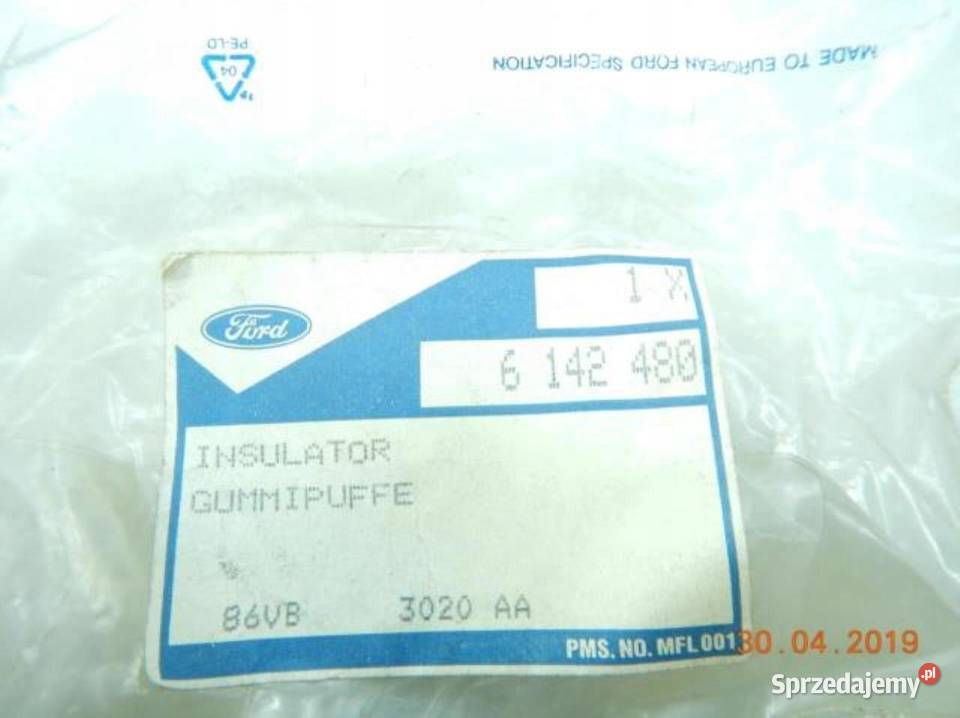 PE-LD
04
MADE TO EUROPEAN FORD SPECIFICATION
Ford
1 X
6 142 480
INSULATOR
GUMMIPUFFE
86VB 3020 AA
PMS. NO. MFL 001
30.04.2019
Sprzedajemy.pl